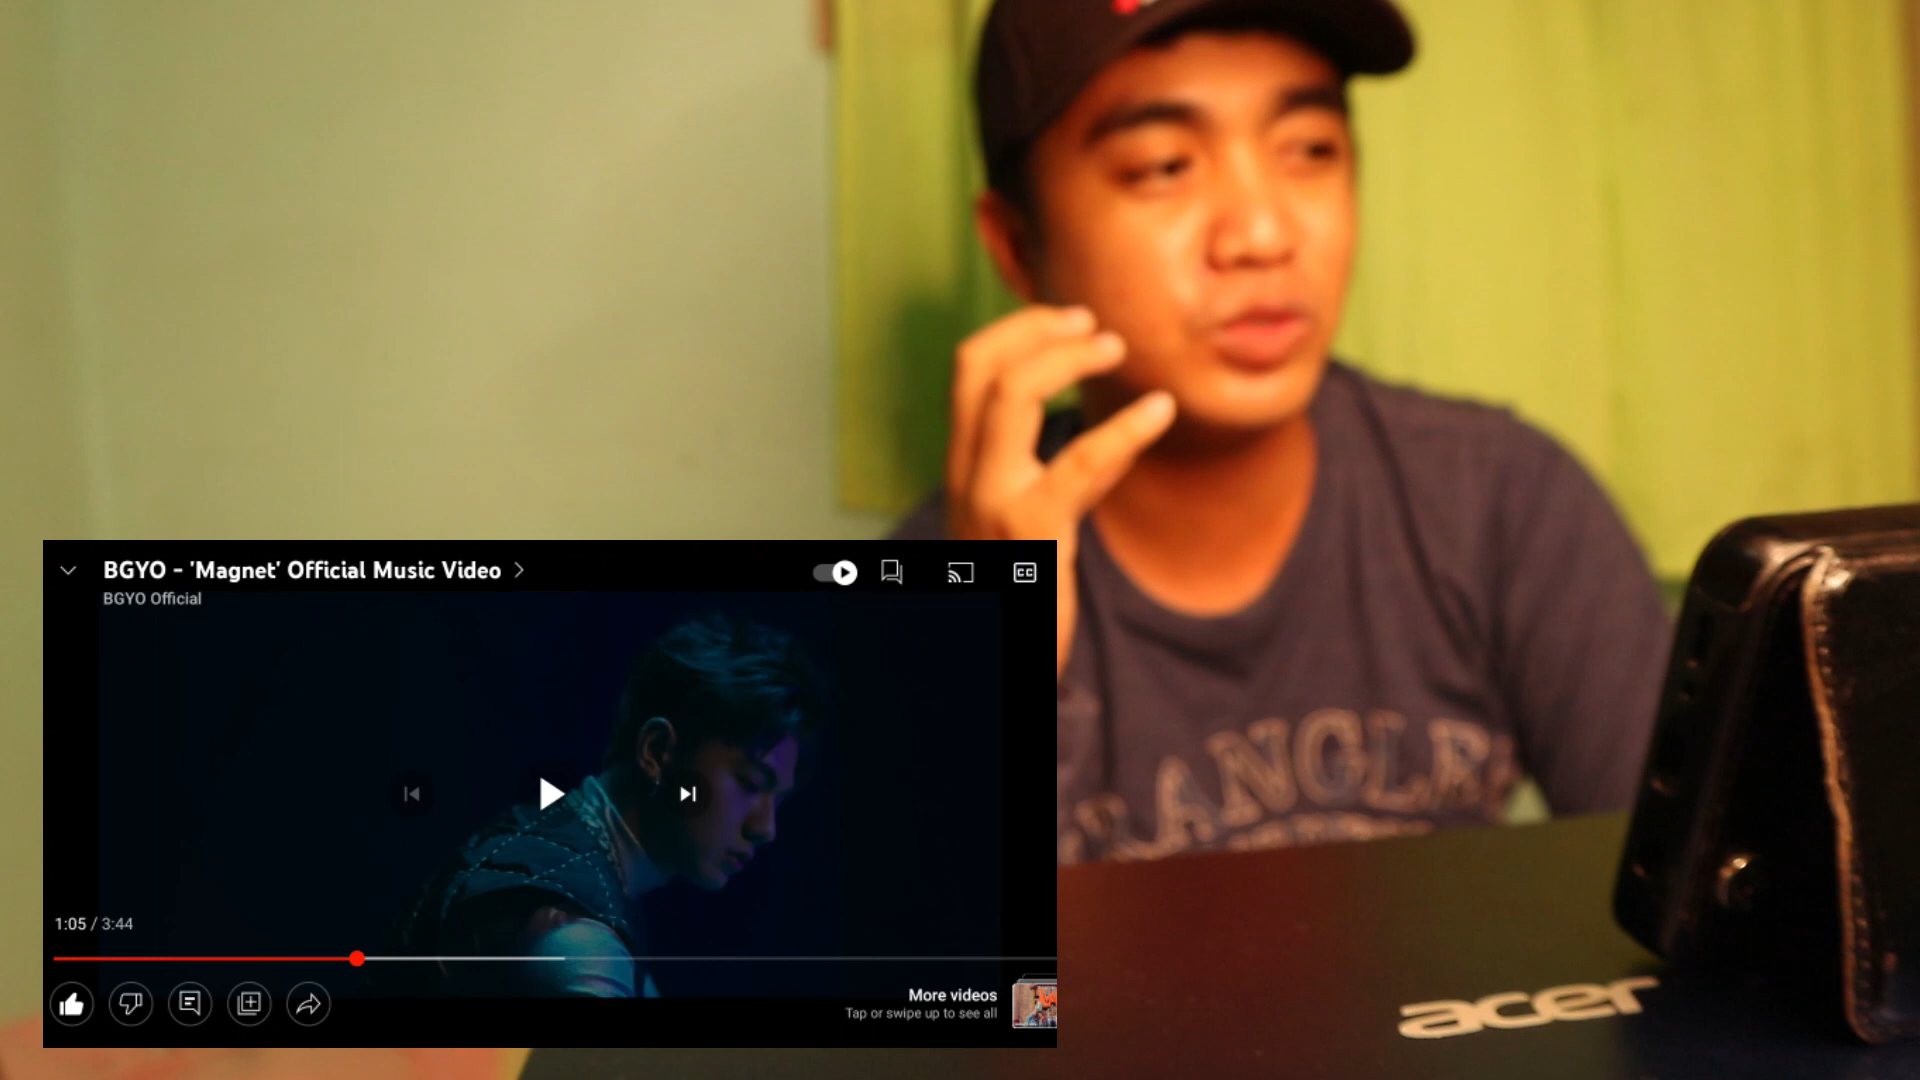 BGYO - 'Magnet' Official Music Video
BGYO Official
CC
1:05 / 3:44
More videos
Tap or swipe up to see all
acer